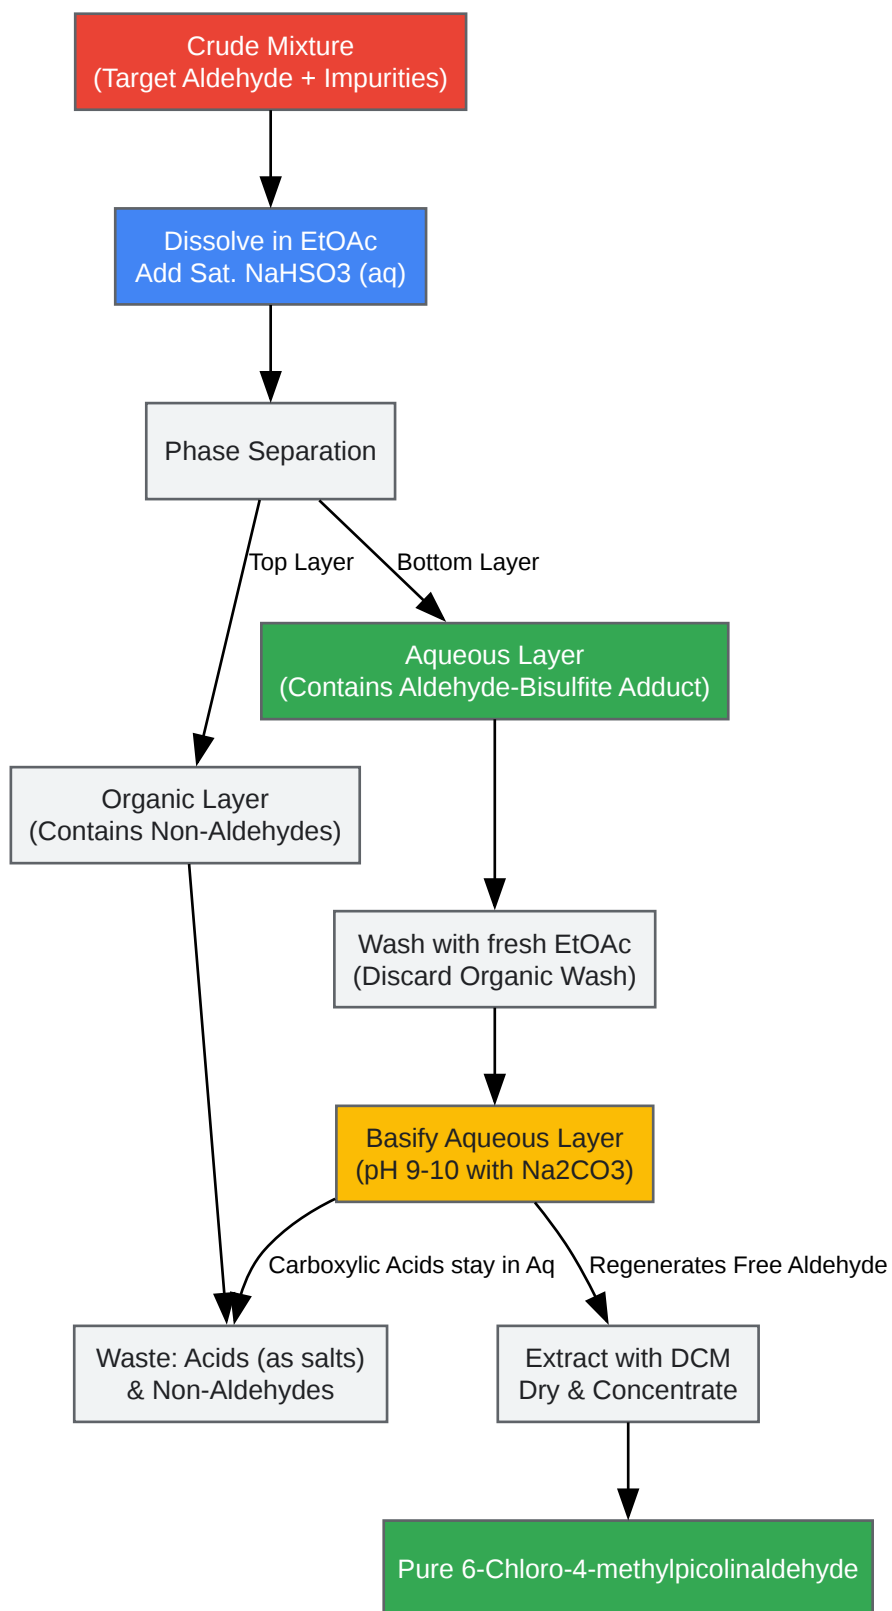 Crude Mixture
(Target Aldehyde + Impurities)
Dissolve in EtOAc
Add Sat. NaHSO3 (aq)
Phase Separation
Top Layer
Bottom Layer
Aqueous Layer
(Contains Aldehyde-Bisulfite Adduct)
Organic Layer
(Contains Non-Aldehydes)
Wash with fresh EtOAc
(Discard Organic Wash)
Basify Aqueous Layer
(pH 9-10 with Na2CO3)
Carboxylic Acids stay in Aq
Regenerates Free Aldehyde
Waste: Acids (as salts)
& Non-Aldehydes
Extract with DCM
Dry & Concentrate
Pure 6-Chloro-4-methylpicolinaldehyde